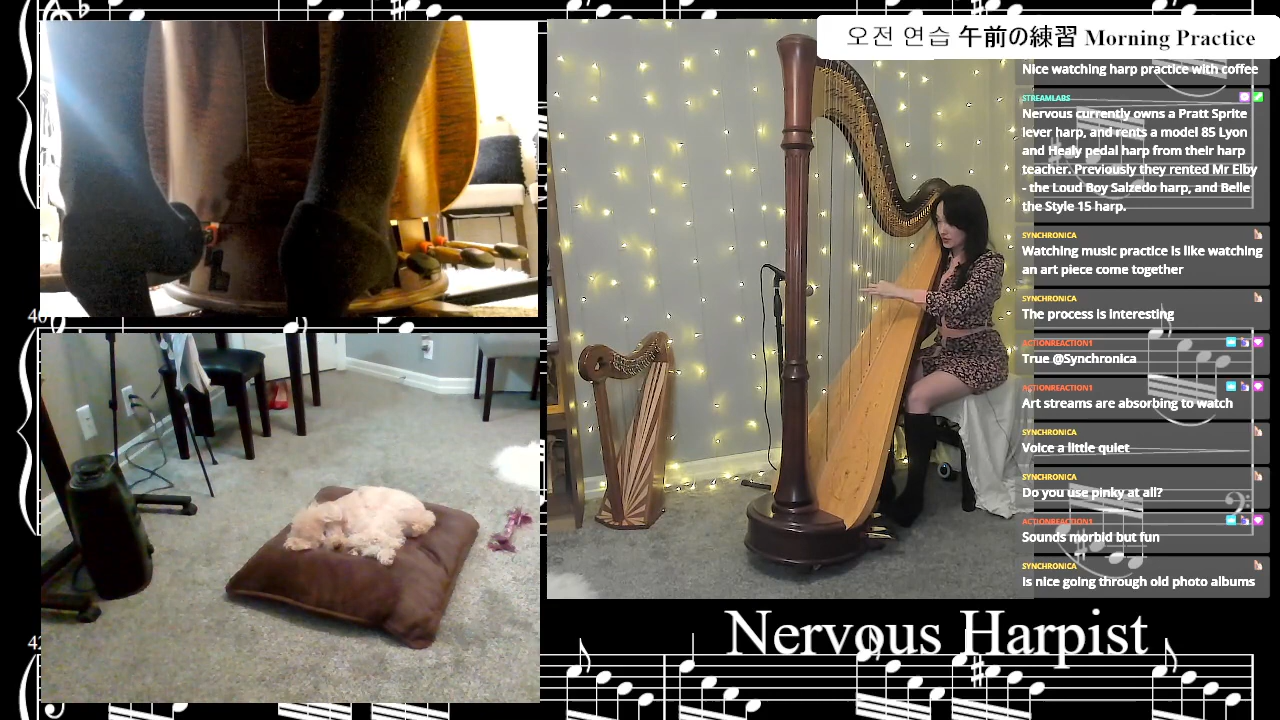 오전 연습 午前の練習 Morning Practice
Nice watching harp practice with coffee
STREAMLABS
Nervous currently owns a Pratt Sprite
lever harp, and rents a model 85 Lyon
and Healy pedal harp from their harp
teacher. Previously they rented Mr Elby
- the Loud Boy Salzedo harp, and Belle
the Style 15 harp.
SYNCHRONICA
Watching music practice is like watching
an art piece come together
SYNCHRONICA
The process is interesting
ACTIONREACTION1
True @Synchronica
ACTIONREACTION1
Art streams are absorbing to watch
SYNCHRONICA
Voice a little quiet
SYNCHRONICA
Do you use pinky at all?
ACTIONREACTION1
Sounds morbid but fun
SYNCHRONICA
Is nice going through old photo albums
40
42
Nervous Harpist